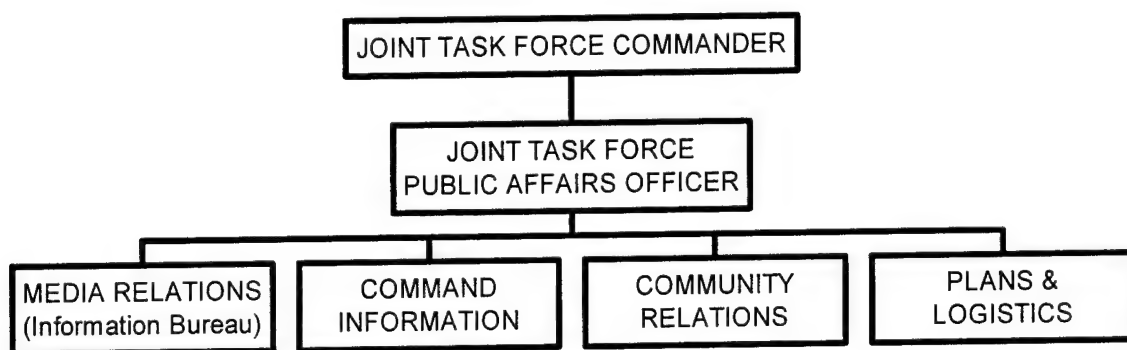 JOINT TASK FORCE COMMANDER
JOINT TASK FORCE
PUBLIC AFFAIRS OFFICER
MEDIA RELATIONS
(Information Bureau)
COMMAND
INFORMATION
COMMUNITY
RELATIONS
PLANS &
LOGISTICS